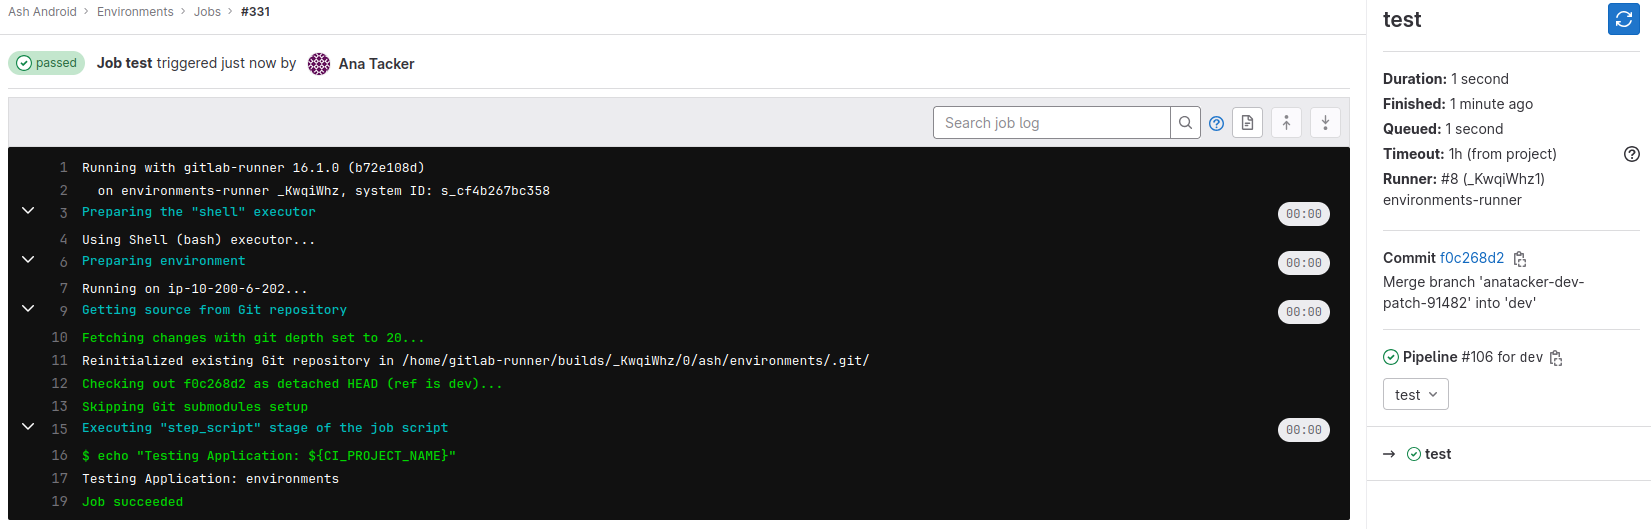 Ash Android > Environments > Jobs > #331
passed Job test triggered just now by Ana Tacker
Search job log
1 Running with gitlab-runner 16.1.0 (b72e108d)
2 on environments-runner _KwqiWhz, system ID: s_cf4b267bc358
3 Preparing the "shell" executor 00:00
4 Using Shell (bash) executor...
6 Preparing environment 00:00
7 Running on ip-10-200-6-202...
9 Getting source from Git repository 00:00
10 Fetching changes with git depth set to 20...
11 Reinitialized existing Git repository in /home/gitlab-runner/builds/_KwqiWhz/0/ash/environments/.git/
12 Checking out f0c268d2 as detached HEAD (ref is dev)...
13 Skipping Git submodules setup
15 Executing "step_script" stage of the job script 00:00
16 $ echo "Testing Application: ${CI_PROJECT_NAME}"
17 Testing Application: environments
19 Job succeeded
test
Duration: 1 second
Finished: 1 minute ago
Queued: 1 second
Timeout: 1h (from project)
Runner: #8 (_KwqiWhz1)
environments-runner
Commit f0c268d2
Merge branch 'anatacker-dev-
patch-91482' into 'dev'
Pipeline #106 for dev
test
→ test